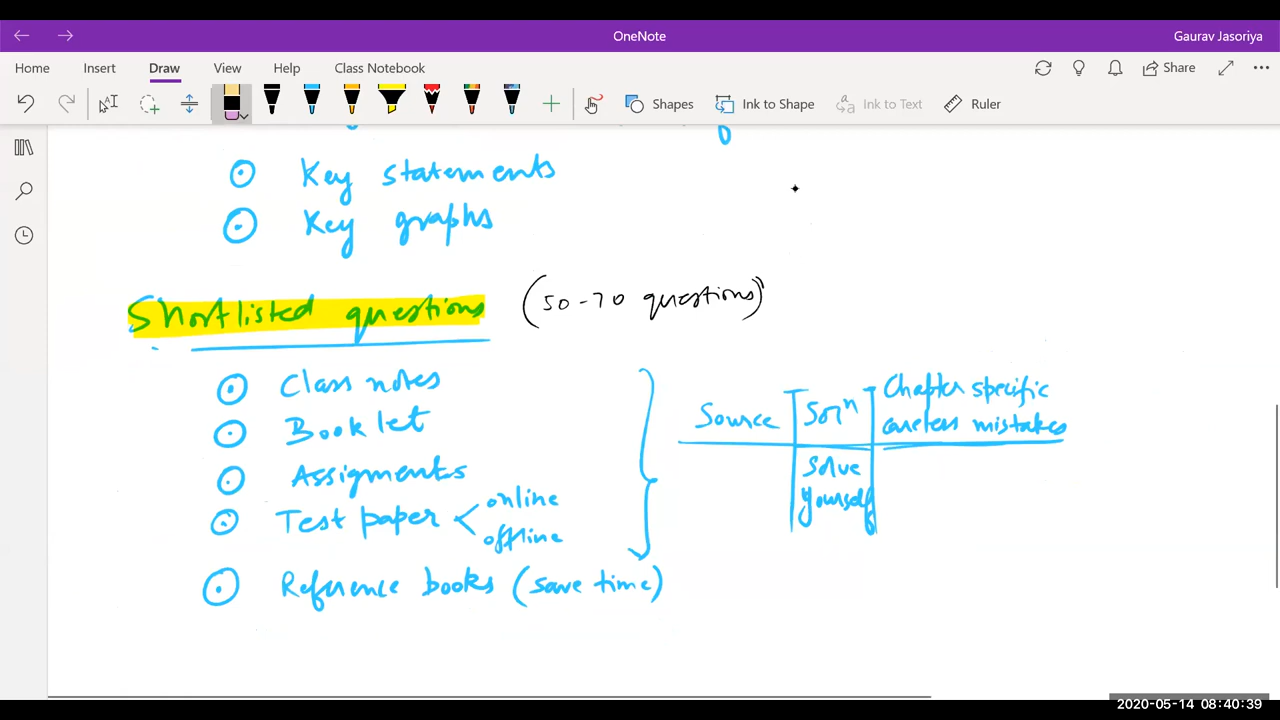 OneNote
Gaurav Jasoriya
Home Insert Draw View Help Class Notebook Share
Shapes Ink to Shape Ink to Text Ruler
Key statements
Key graphs
Shortlisted questions (50-70 questions)
Class notes
Booklet
Assigments
Test paper < online
offline
Reference books (save time)
Source Solⁿ Chapter specific
careless mistakes
Solve
yourself
2020-05-14 08:40:39